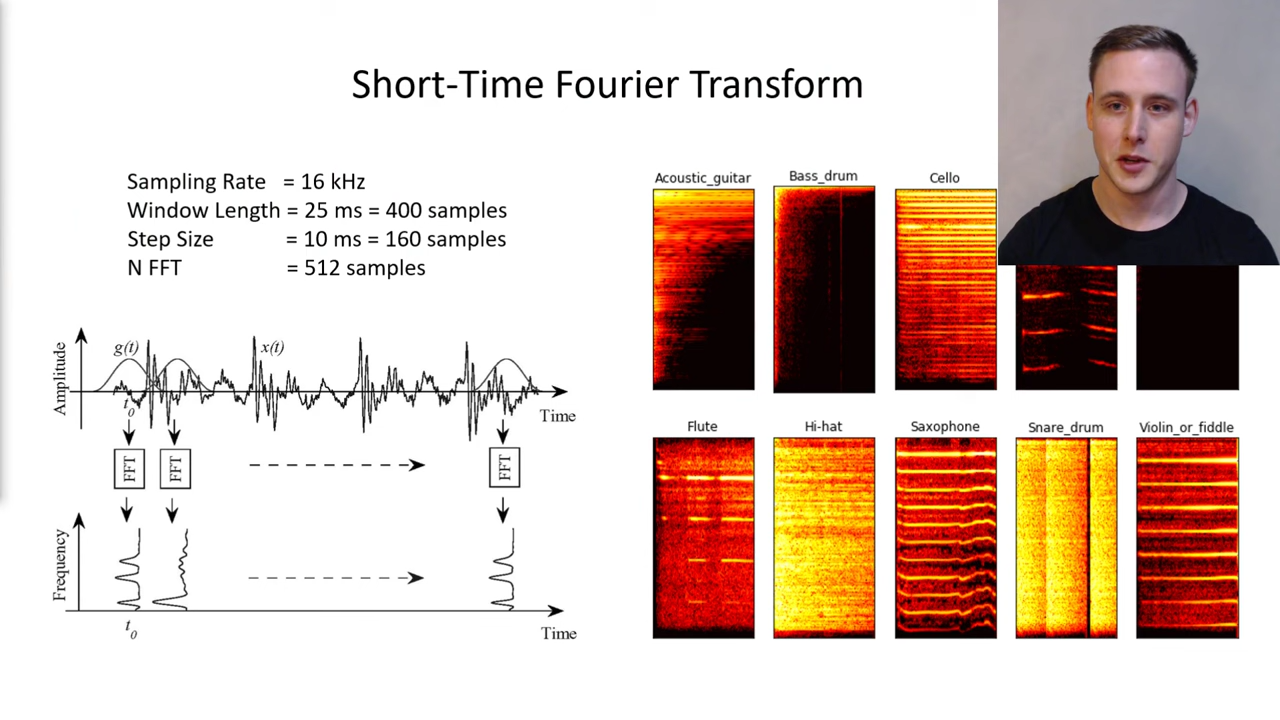 Short-Time Fourier Transform
Sampling Rate = 16 kHz
Window Length = 25 ms = 400 samples
Step Size = 10 ms = 160 samples
N FFT = 512 samples
Amplitude
g(t)
x(t)
t0
Time
FFT
FFT
FFT
Frequency
t0
Time
Acoustic_guitar
Bass_drum
Cello
Flute
Hi-hat
Saxophone
Snare_drum
Violin_or_fiddle